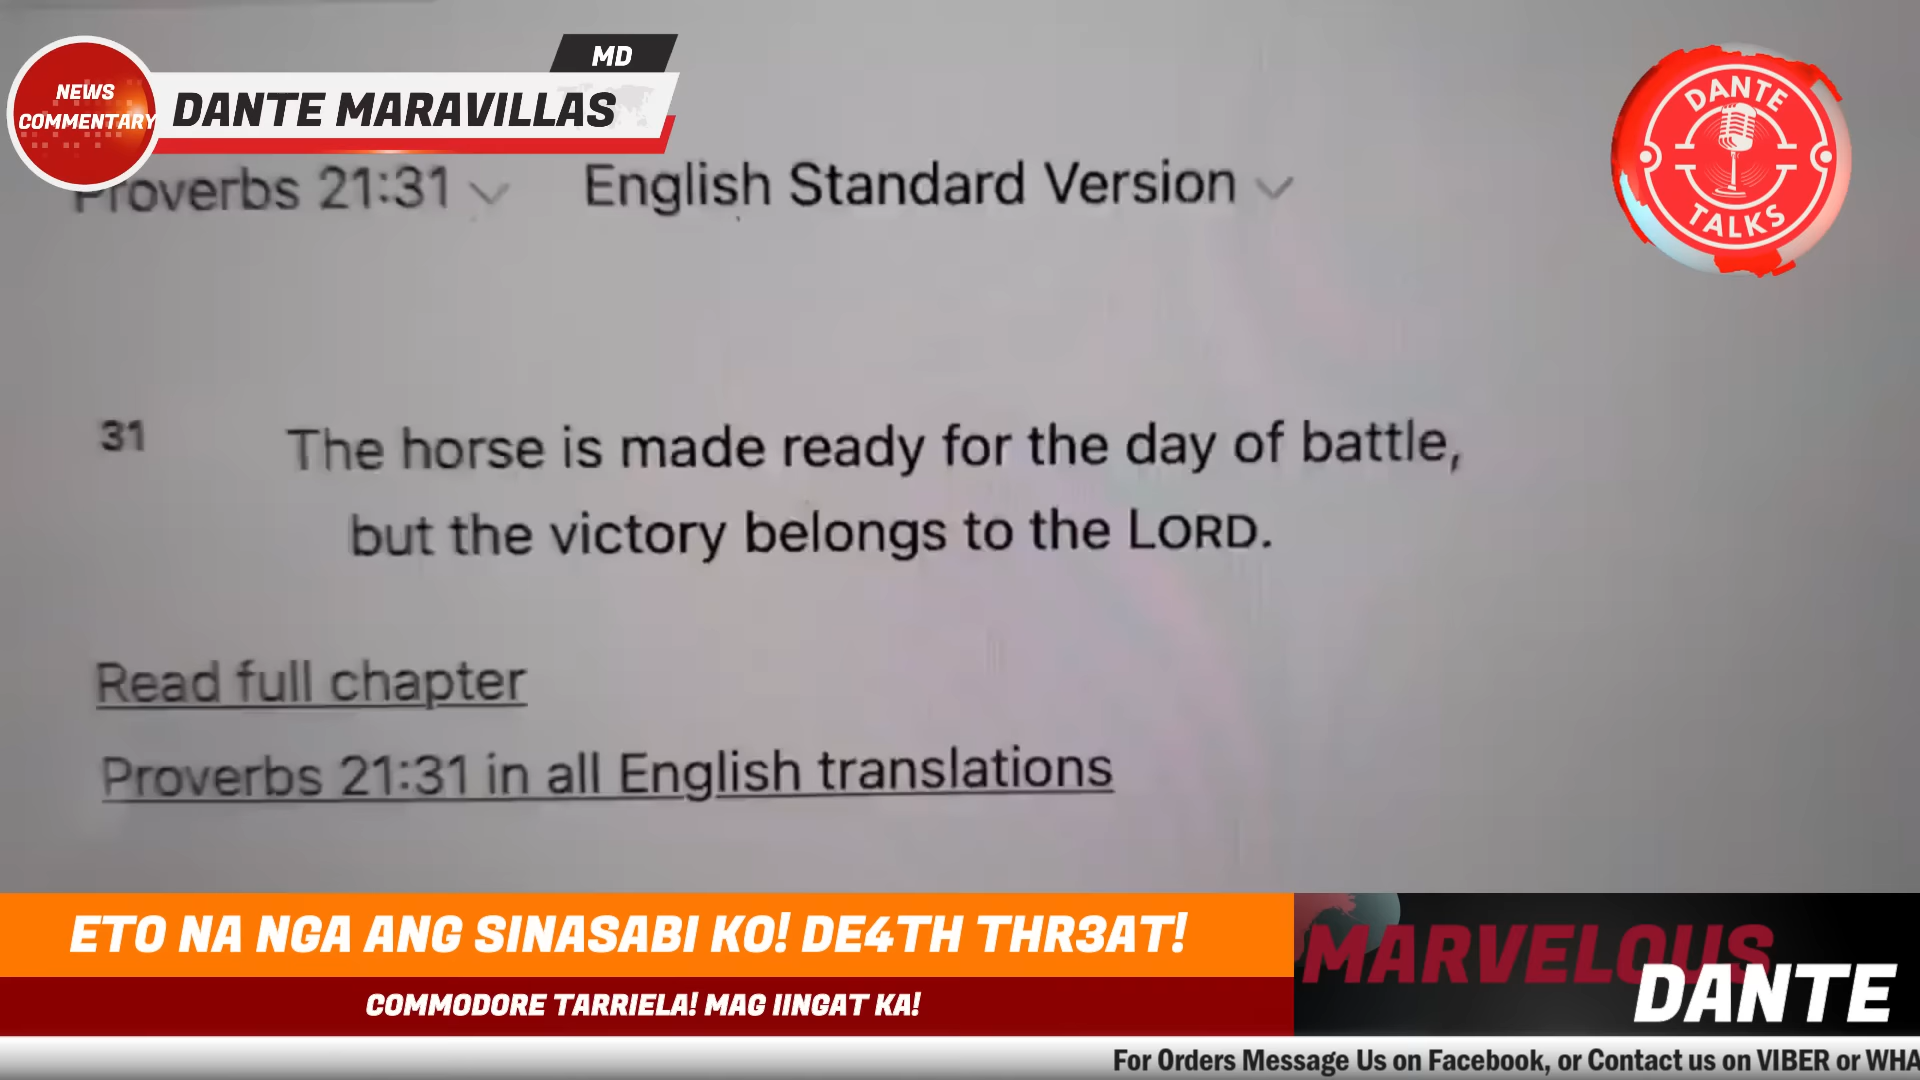 MD
NEWS
COMMENTARY
DANTE MARAVILLAS
DANTE
TALKS
Proverbs 21:31 English Standard Version
31 The horse is made ready for the day of battle,
but the victory belongs to the LORD.
Read full chapter
Proverbs 21:31 in all English translations
ETO NA NGA ANG SINASABI KO! DE4TH THR3AT!
COMMODORE TARRIELA! MAG IINGAT KA!
MARVELOUS
DANTE
For Orders Message Us on Facebook, or Contact us on VIBER or WHA